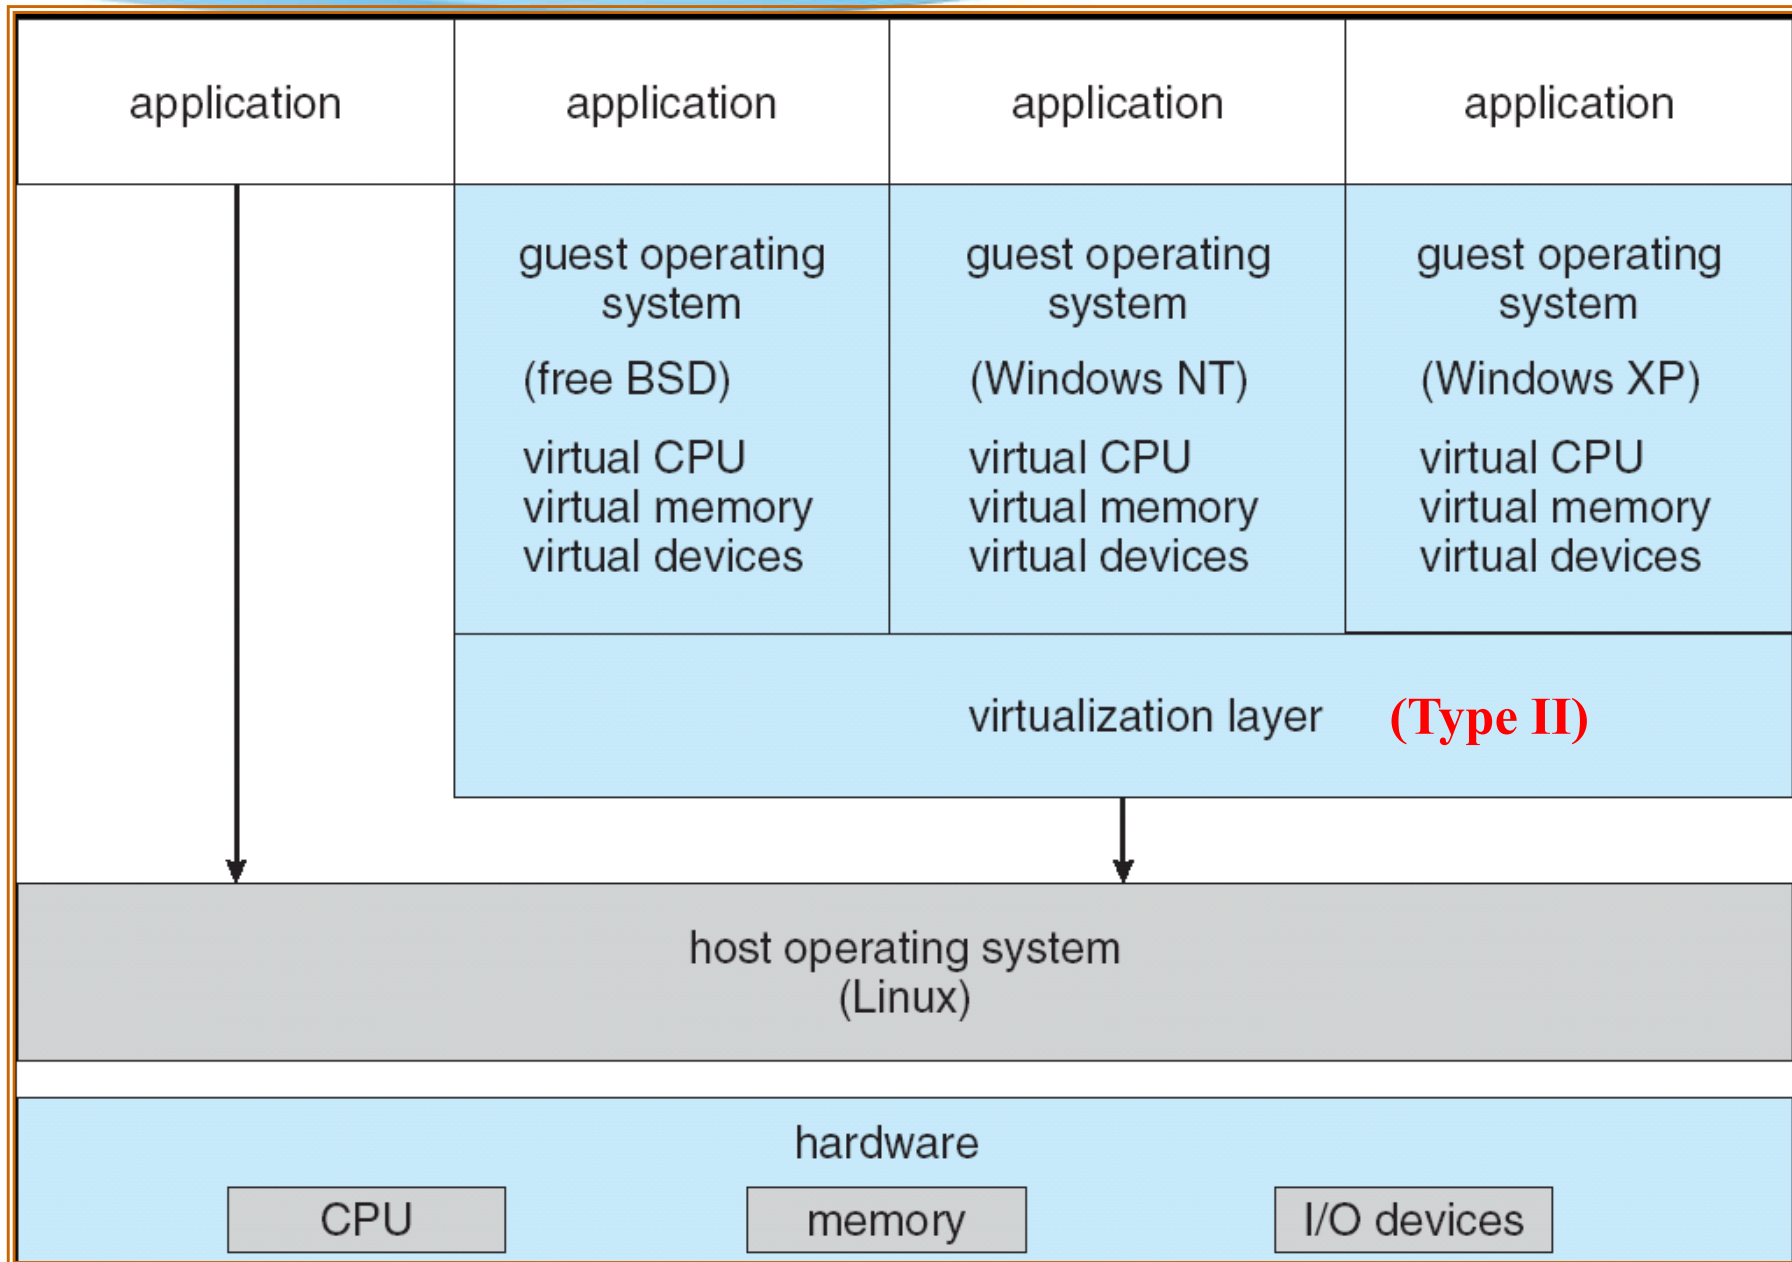 application
application
application
application
guest operating
system
(free BSD)
virtual CPU
virtual memory
virtual devices
guest operating
system
(Windows NT)
virtual CPU
virtual memory
virtual devices
guest operating
system
(Windows XP)
virtual CPU
virtual memory
virtual devices
virtualization layer (Type II)
host operating system
(Linux)
hardware
CPU
memory
I/O devices